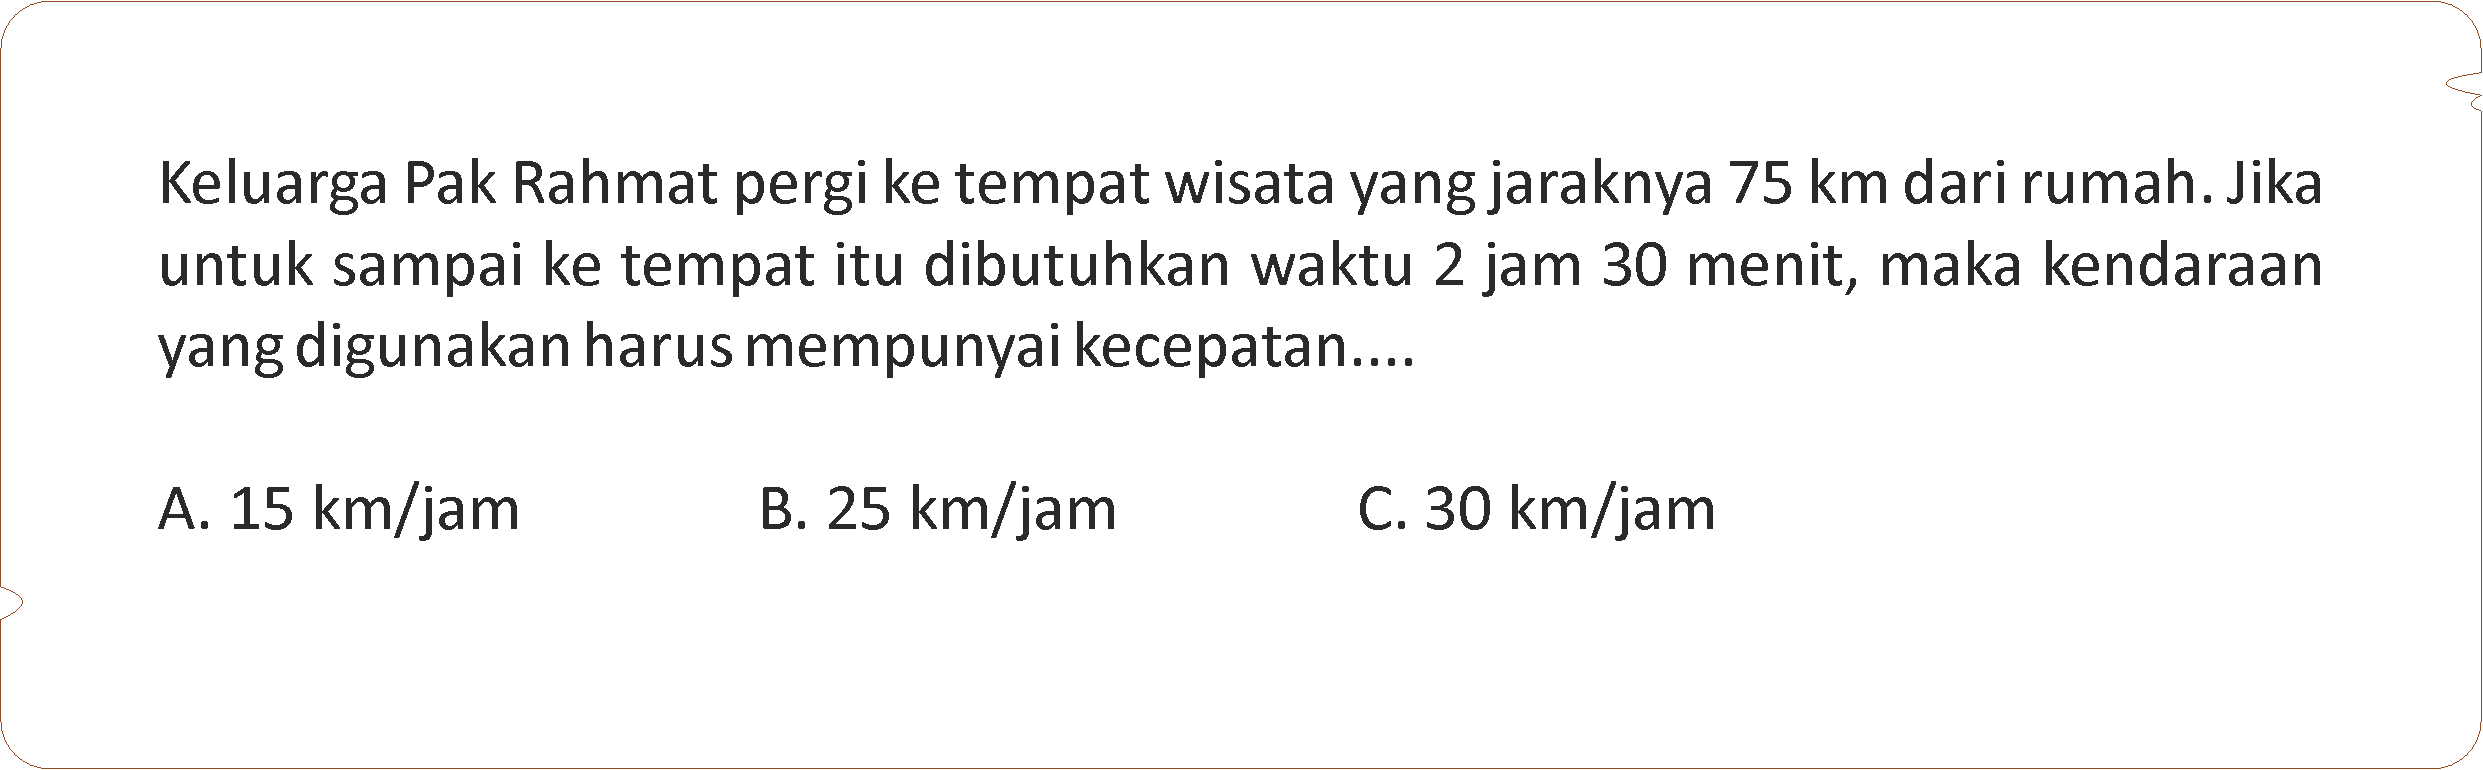 Keluarga Pak Rahmat pergi ke tempat wisata yang jaraknya 75 km dari rumah. Jika
untuk sampai ke tempat itu dibutuhkan waktu 2 jam 30 menit, maka kendaraan
yang digunakan harus mempunyai kecepatan....
A. 15 km/jam B. 25 km/jam C. 30 km/jam